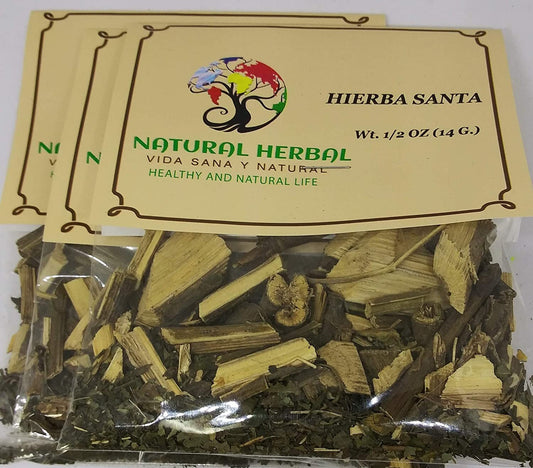 HIERBA SANTA
Wt. 1/2 OZ (14 G.)
NATURAL HERBAL
VIDA SANA Y NATURAL
HEALTHY AND NATURAL LIFE